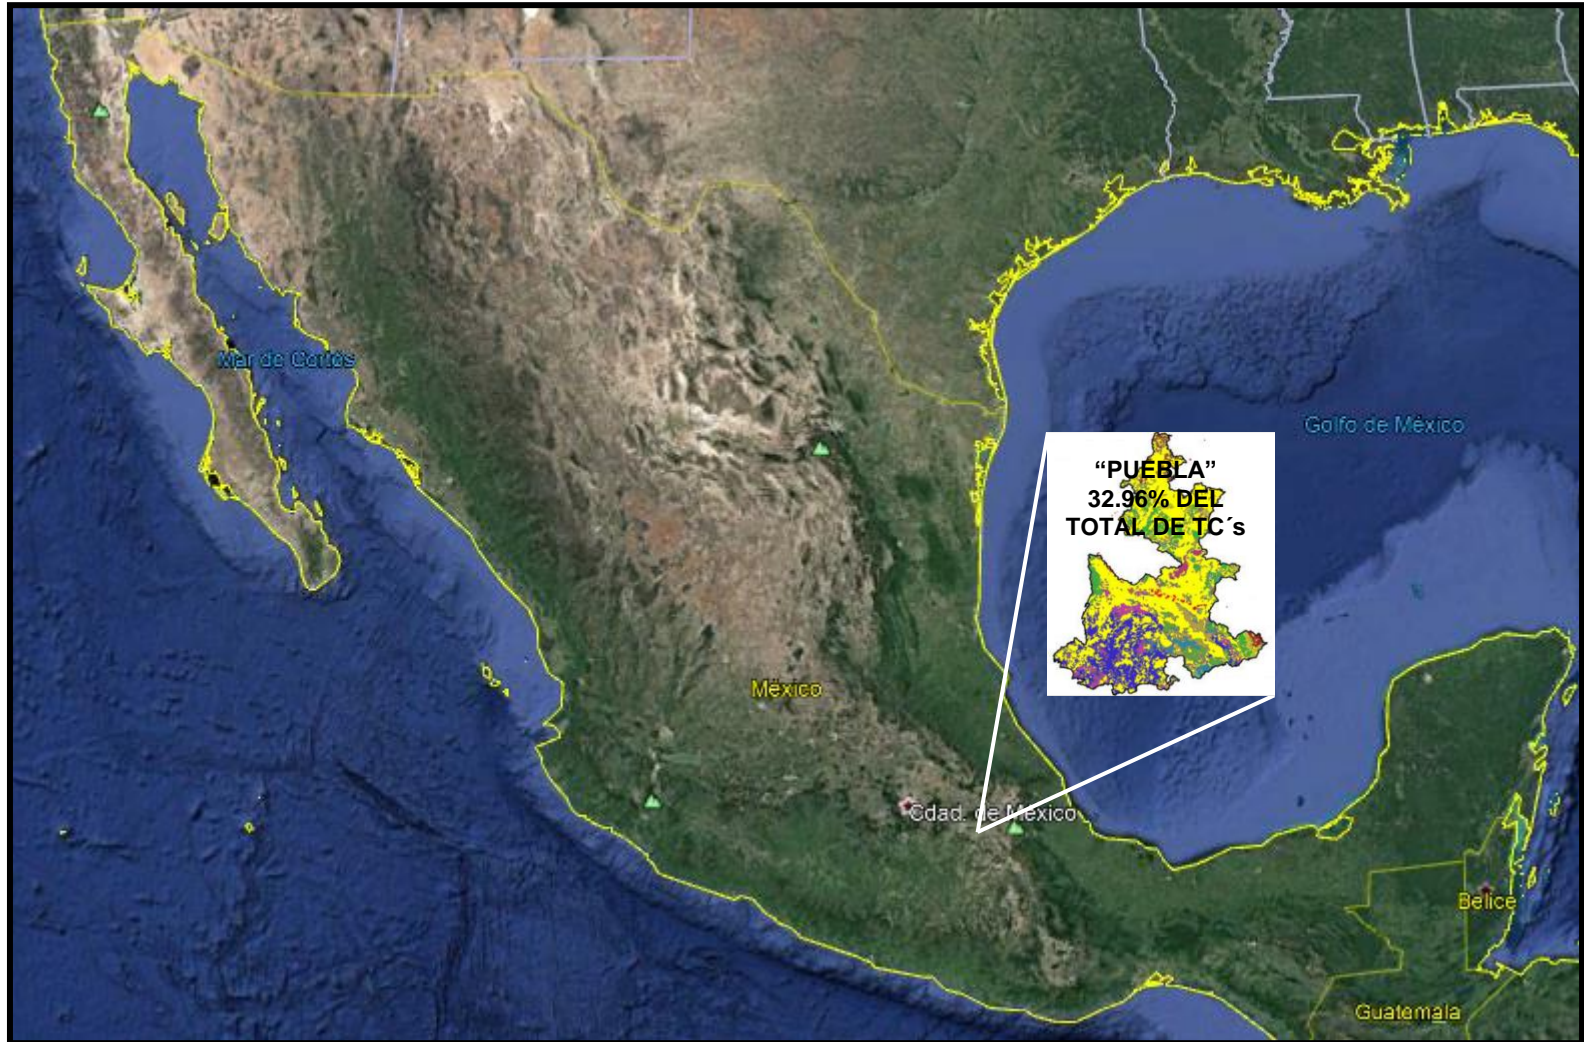 Mar de Cortés
Golfo de México
“PUEBLA”
32.96% DEL
TOTAL DE TC´s
México
Cdad. de México
Belice
Guatemala